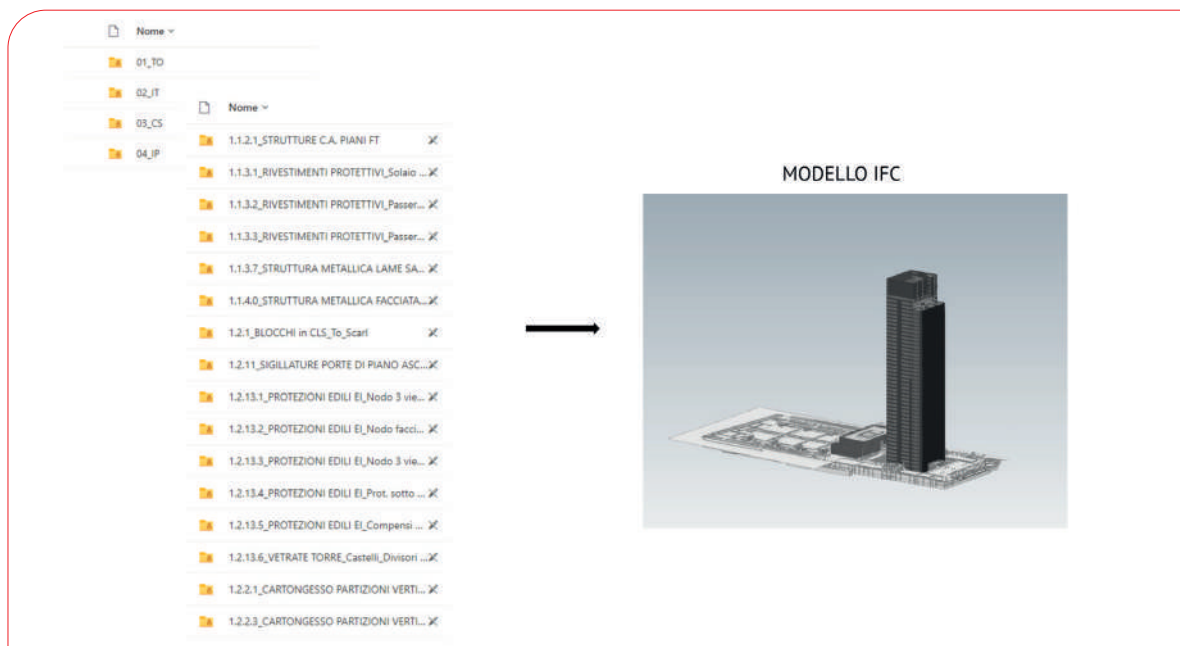 Nome
01_TO
02_IT
03_CS
04_IP
Nome
1.1.2.1_STRUTTURE C.A. PIANI FT
1.1.3.1_RIVESTIMENTI PROTETTIVI_Solaio ...
1.1.3.2_RIVESTIMENTI PROTETTIVI_Passer...
1.1.3.3_RIVESTIMENTI PROTETTIVI_Passer...
1.1.3.7_STRUTTURA METALLICA LAME SA...
1.1.4.0_STRUTTURA METALLICA FACCIATA...
1.2.1_BLOCCHI in CLS_To_Scarl
1.2.11_SIGILLATURE PORTE DI PIANO ASC...
1.2.13.1_PROTEZIONI EDILI EI_Nodo 3 vie...
1.2.13.2_PROTEZIONI EDILI EI_Nodo facci...
1.2.13.3_PROTEZIONI EDILI EI_Nodo 3 vie...
1.2.13.4_PROTEZIONI EDILI EI_Prot. sotto ...
1.2.13.5_PROTEZIONI EDILI EI_Compensi ...
1.2.13.6_VETRATE TORRE_Castelli_Divisori ...
1.2.2.1_CARTONGESSO PARTIZIONI VERTI...
1.2.2.3_CARTONGESSO PARTIZIONI VERTI...
MODELLO IFC